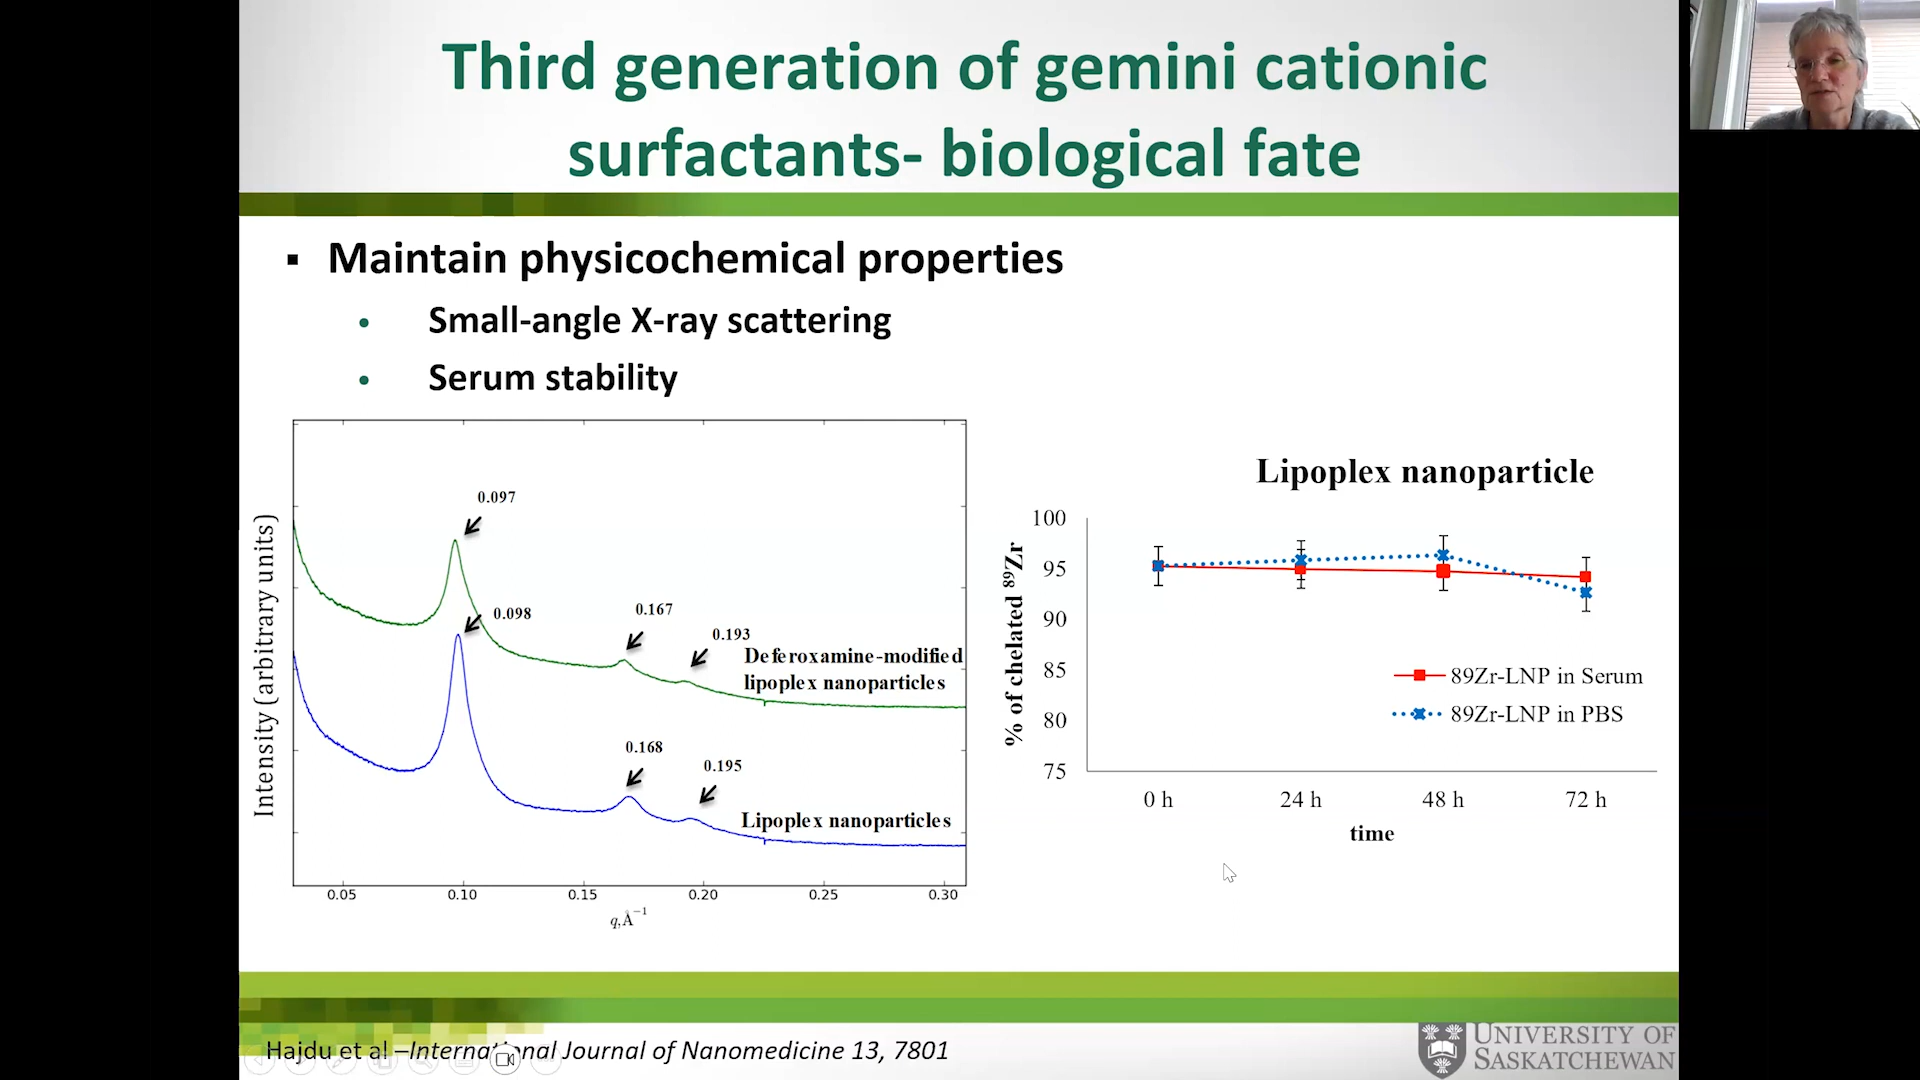 Third generation of gemini cationic
surfactants- biological fate
▪ Maintain physicochemical properties
• Small-angle X-ray scattering
• Serum stability
Intensity (arbitrary units)
0.097
0.098
0.167
0.193
Deferoxamine-modified
lipoplex nanoparticles
0.168
0.195
Lipoplex nanoparticles
0.05 0.10 0.15 0.20 0.25 0.30
q,Å⁻¹
Lipoplex nanoparticle
% of chelated ⁸⁹Zr
100
95
90
85
80
75
89Zr-LNP in Serum
89Zr-LNP in PBS
0 h 24 h 48 h 72 h
time
Hajdu et al –International Journal of Nanomedicine 13, 7801
UNIVERSITY OF
SASKATCHEWAN